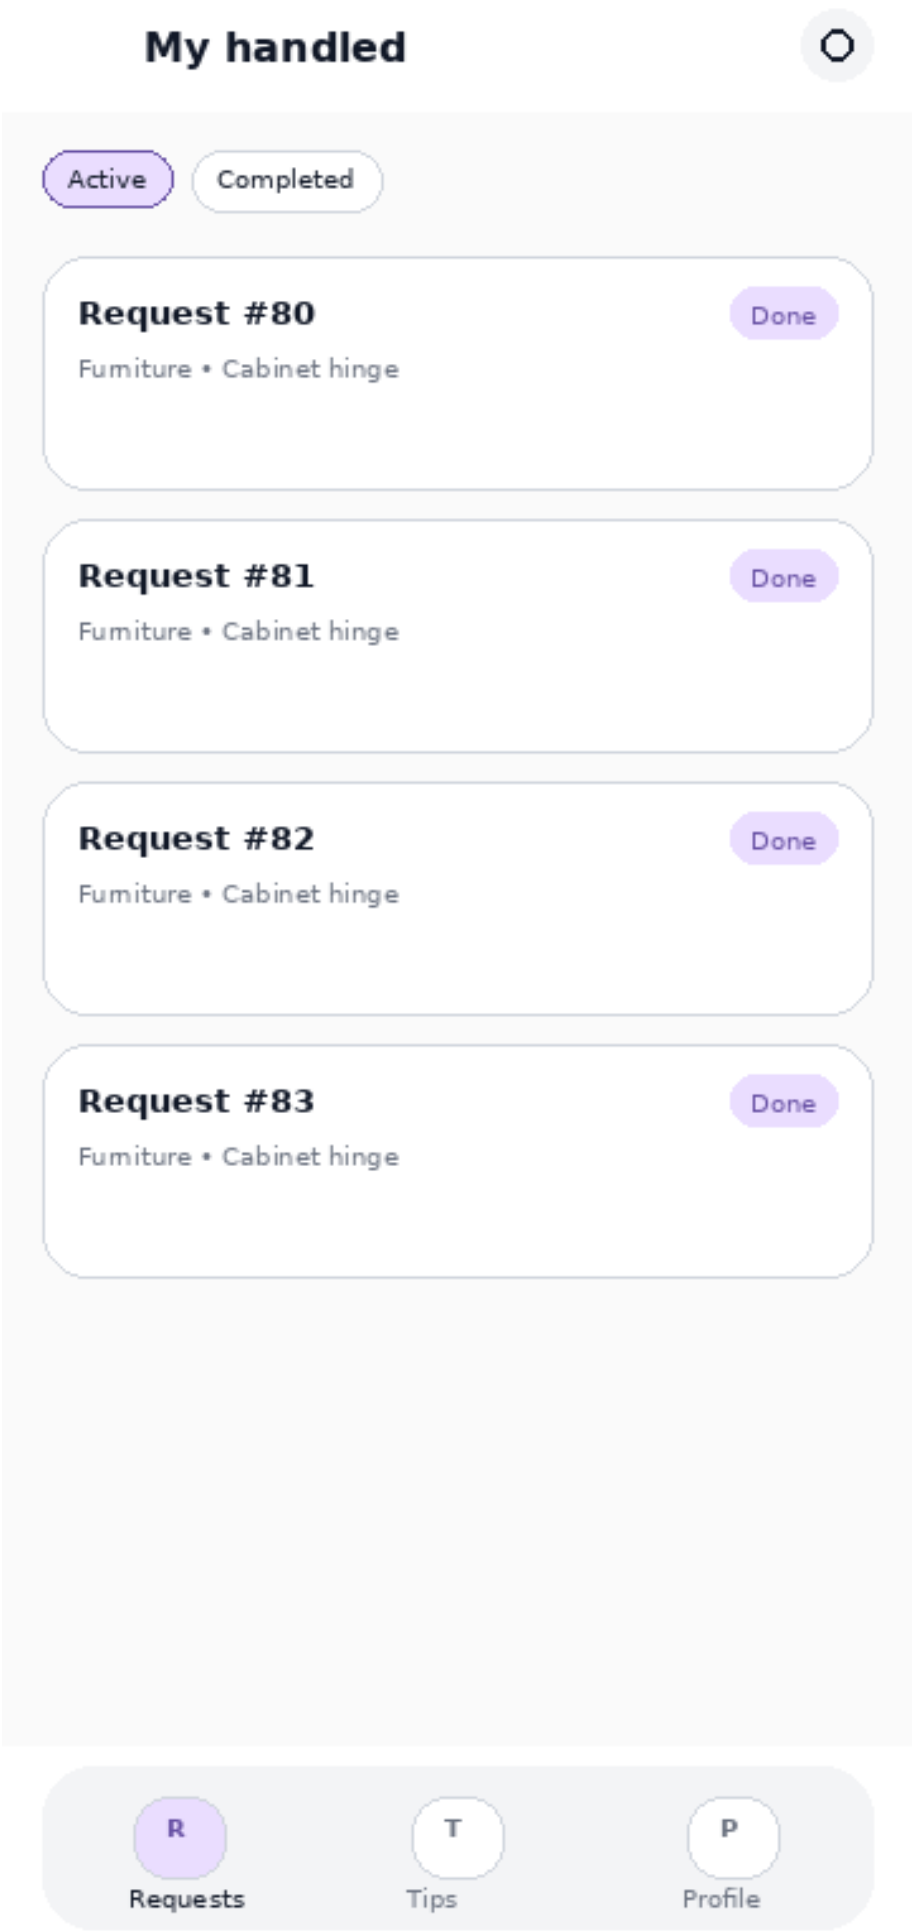 My handled
Active Completed
Request #80 Done
Furniture • Cabinet hinge
Request #81 Done
Furniture • Cabinet hinge
Request #82 Done
Furniture • Cabinet hinge
Request #83 Done
Furniture • Cabinet hinge
R T P
Requests Tips Profile